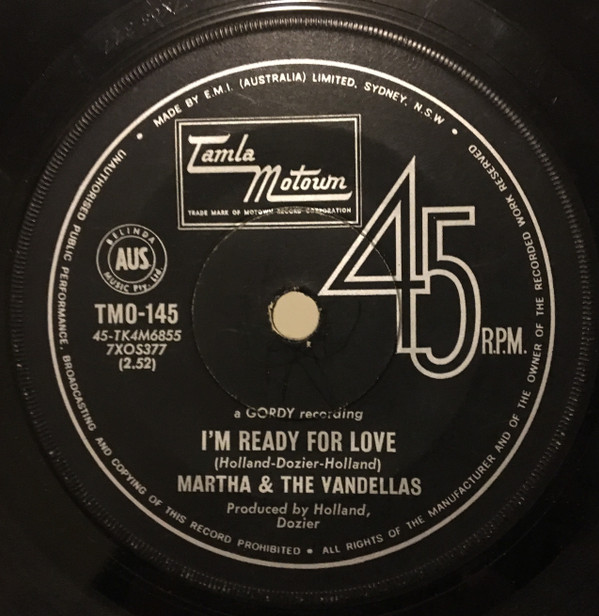 MADE BY E.M.I. (AUSTRALIA) LIMITED. SYDNEY. N.S.W
Tamla
Motown
TRADE MARK OF MOTOWN RECORD CORPORATION
45
R.P.M.
BELINDA
AUS.
MUSIC Pty. Ltd.
TMO-145
45-TK4M6855
7XOS377
(2.52)
a GORDY recording
I'M READY FOR LOVE
(Holland-Dozier-Holland)
MARTHA & THE VANDELLAS
Produced by Holland,
Dozier
UNAUTHORISED PUBLIC PERFORMANCE, BROADCASTING AND COPYING OF THIS RECORD PROHIBITED • ALL RIGHTS OF THE MANUFACTURER AND OF THE OWNER OF THE RECORDED WORK RESERVED